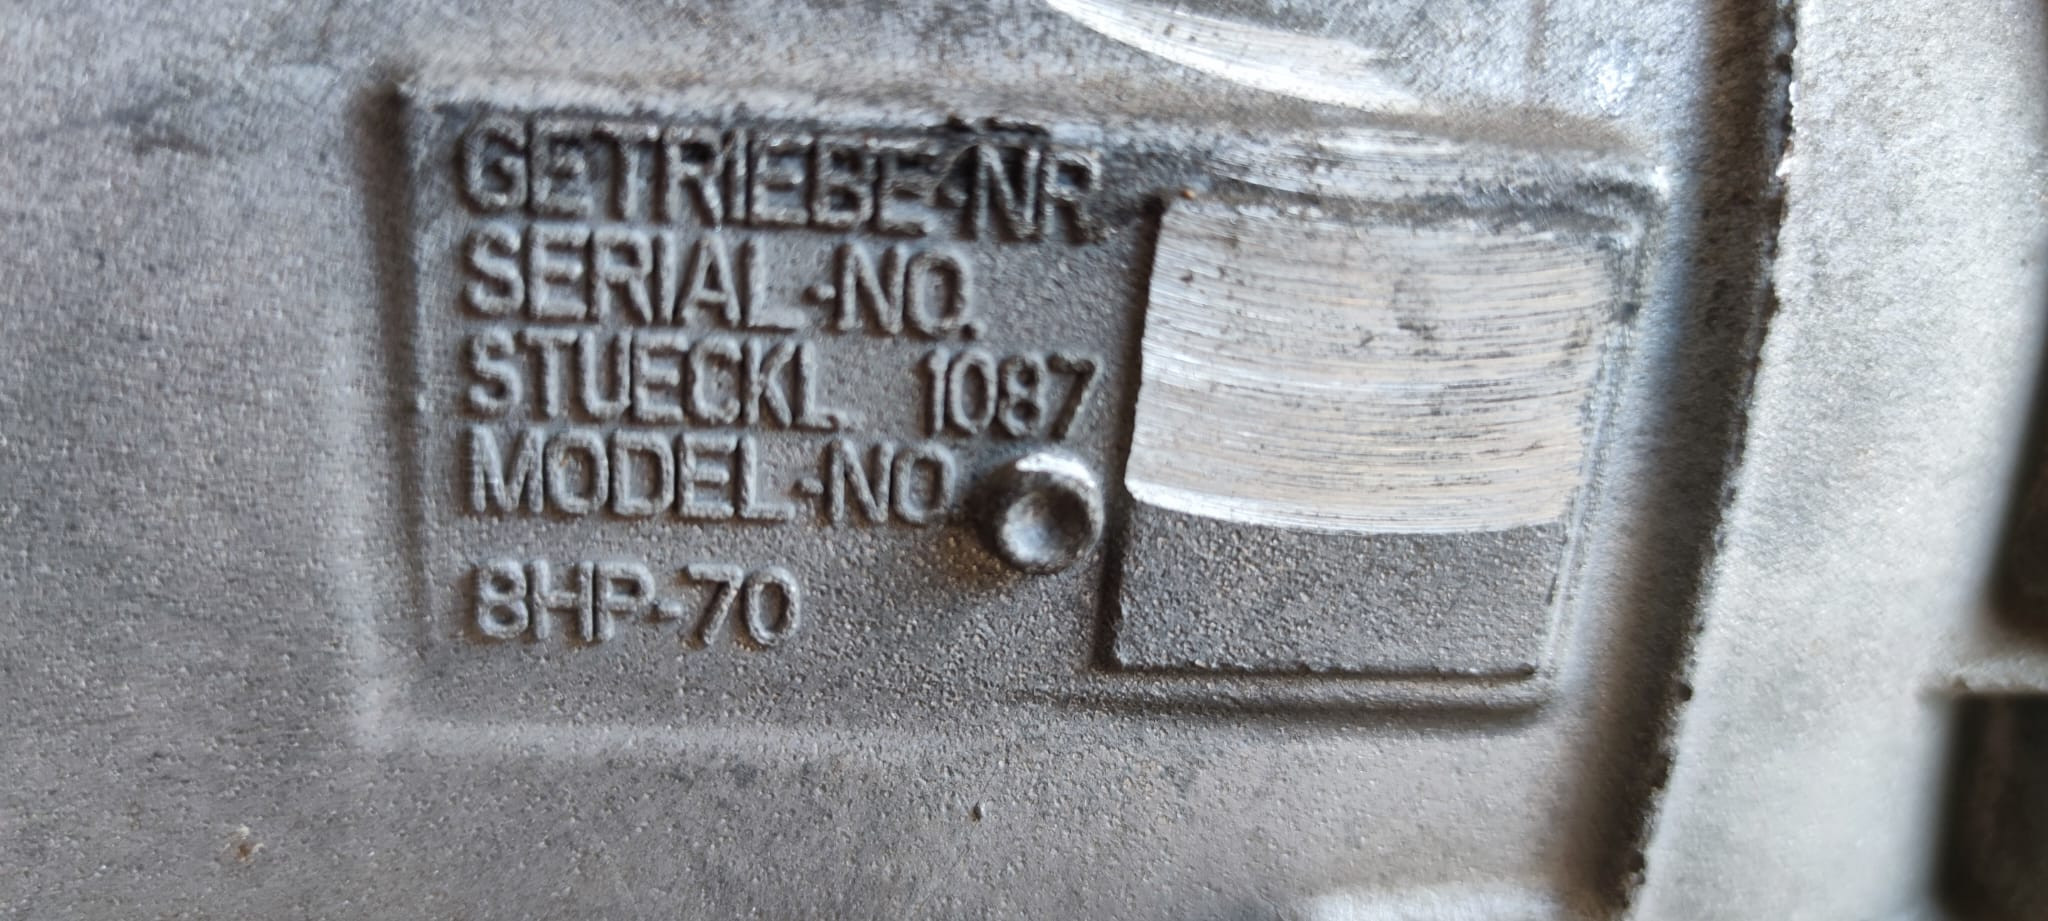 GETRIEBE-NR
SERIAL-NO.
STUECKL. 1087
MODEL-NO
8HP-70